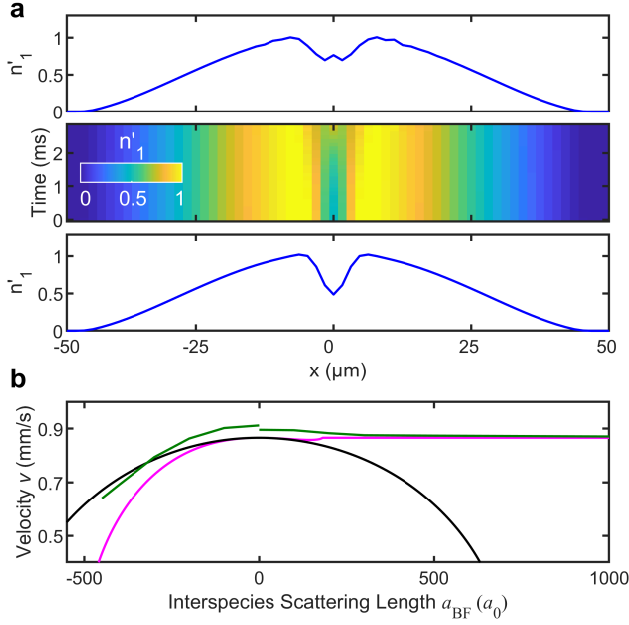 a
n'₁
1
0.5
0
Time (ms)
2
1
0
n'₁
0 0.5 1
n'₁
1
0.5
0
-50 -25 0 25 50
x (μm)
b
Velocity v (mm/s)
0.9
0.7
0.5
-500 0 500 1000
Interspecies Scattering Length a_BF (a₀)